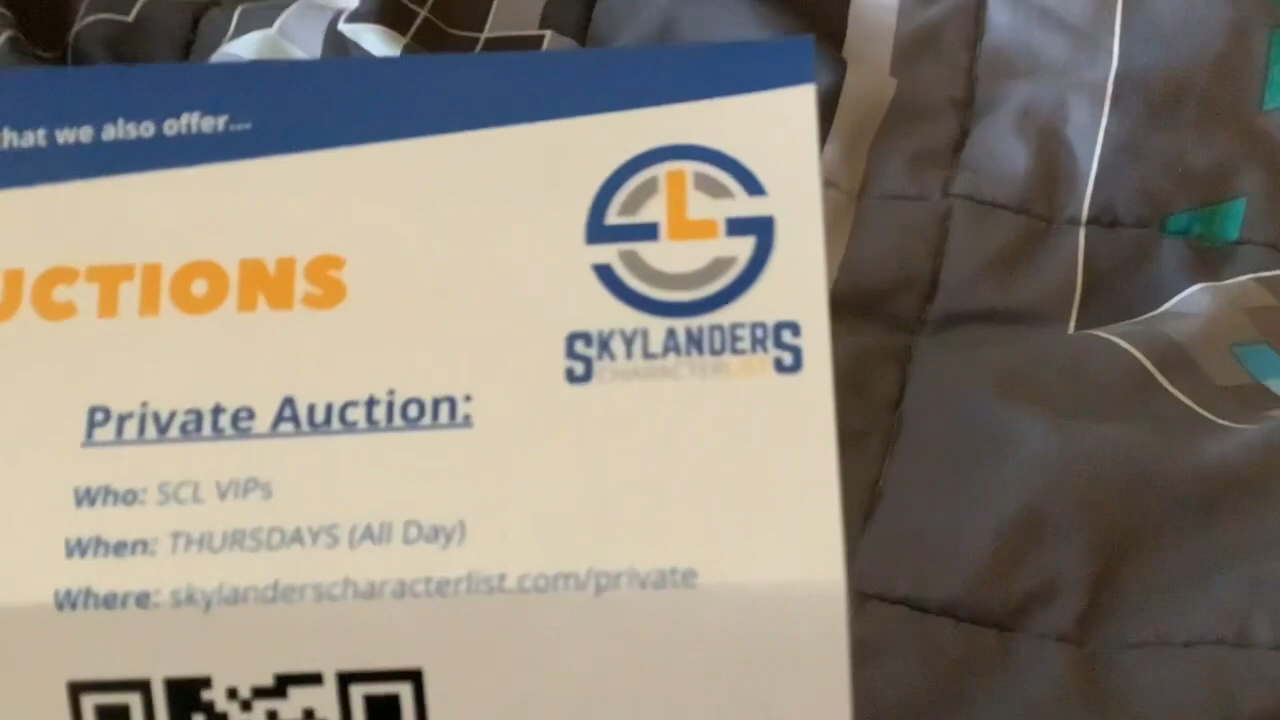 that we also offer...
UCTIONS
L
SKYLANDERS
CHARACTERLIST
Private Auction:
Who: SCL VIPs
When: THURSDAYS (All Day)
Where: skylanderscharacterlist.com/private